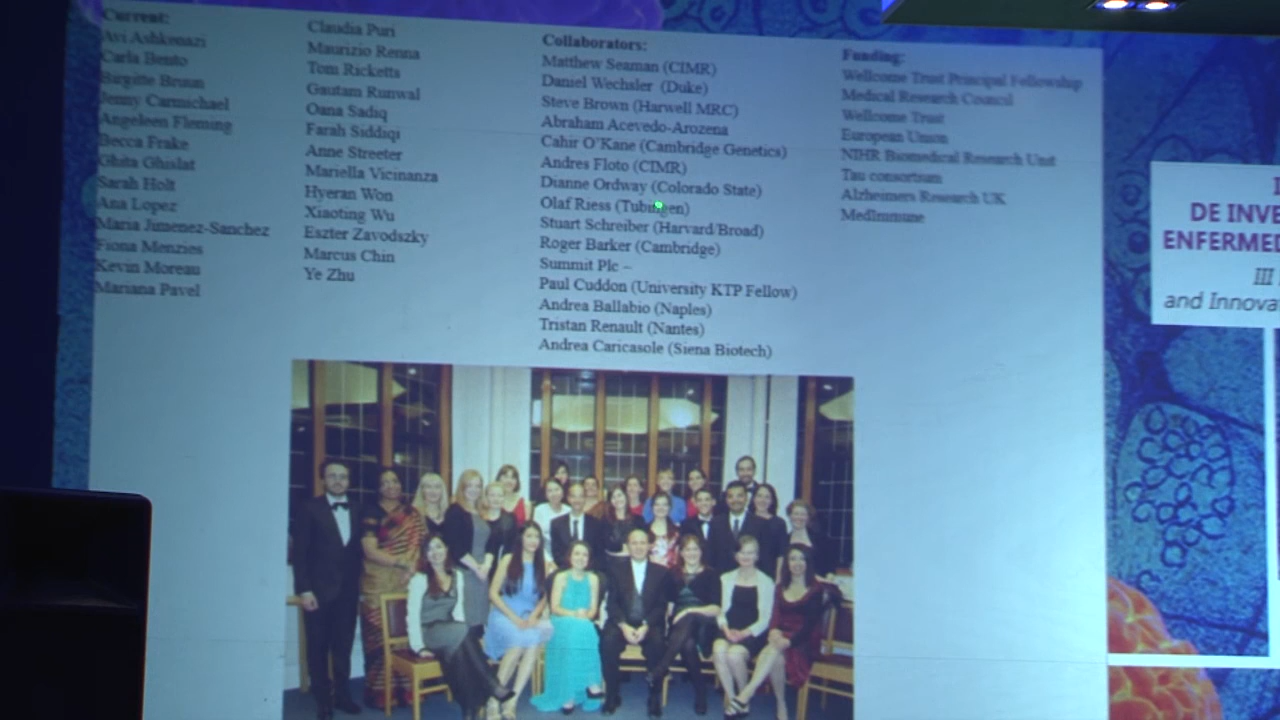 Current:
Avi Ashkenazi
Carla Bento
Birgitte Brunn
Jenny Carmichael
Angeleen Fleming
Becca Frake
Ghita Ghislat
Sarah Holt
Ana Lopez
Maria Jimenez-Sanchez
Fiona Menzies
Kevin Moreau
Mariana Pavel
Claudia Puri
Maurizio Renna
Tom Ricketts
Gautam Runwal
Oana Sadiq
Farah Siddiqi
Anne Streeter
Mariella Vicinanza
Hyeran Won
Xiaoting Wu
Eszter Zavodszky
Marcus Chin
Ye Zhu
Collaborators:
Matthew Seaman (CIMR)
Daniel Wechsler (Duke)
Steve Brown (Harwell MRC)
Abraham Acevedo-Arozena
Cahir O'Kane (Cambridge Genetics)
Andres Floto (CIMR)
Dianne Ordway (Colorado State)
Olaf Riess (Tubingen)
Stuart Schreiber (Harvard/Broad)
Roger Barker (Cambridge)
Summit Plc –
Paul Cuddon (University KTP Fellow)
Andrea Ballabio (Naples)
Tristan Renault (Nantes)
Andrea Caricasole (Siena Biotech)
Funding:
Wellcome Trust Principal Fellowship
Medical Research Council
Wellcome Trust
European Union
NIHR Biomedical Research Unit
Tau consortium
Alzheimers Research UK
MedImmune
DE INVE
ENFERMED
III
and Innova